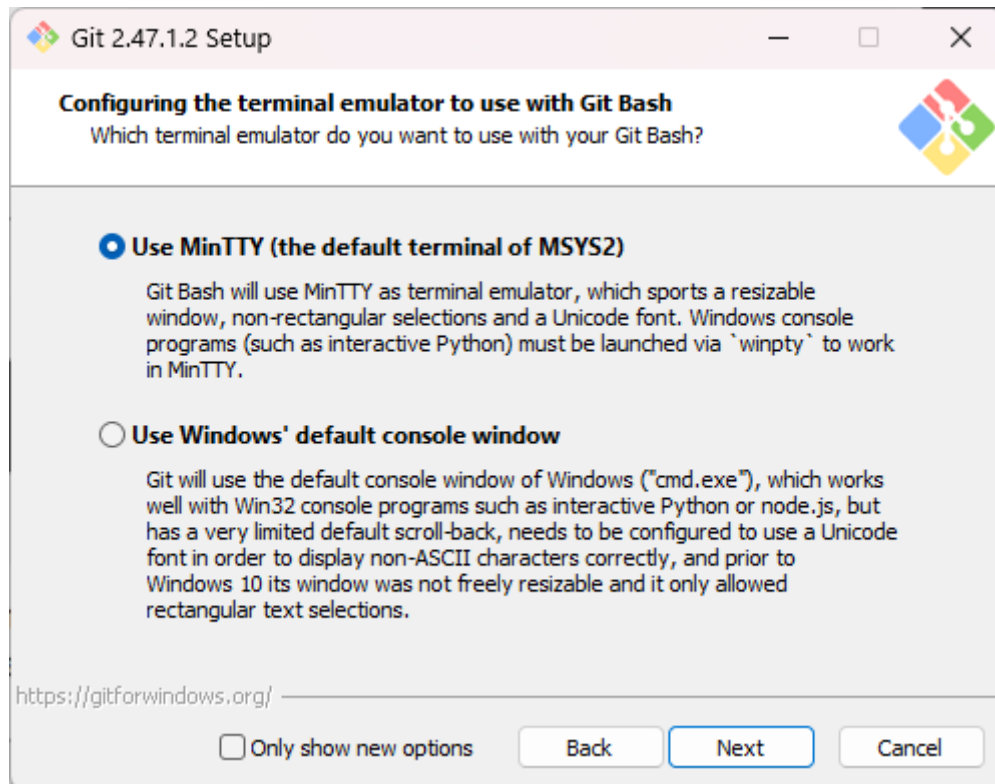 Git 2.47.1.2 Setup
Configuring the terminal emulator to use with Git Bash
Which terminal emulator do you want to use with your Git Bash?
Use MinTTY (the default terminal of MSYS2)
Git Bash will use MinTTY as terminal emulator, which sports a resizable
window, non-rectangular selections and a Unicode font. Windows console
programs (such as interactive Python) must be launched via `winpty` to work
in MinTTY.
Use Windows' default console window
Git will use the default console window of Windows ("cmd.exe"), which works
well with Win32 console programs such as interactive Python or node.js, but
has a very limited default scroll-back, needs to be configured to use a Unicode
font in order to display non-ASCII characters correctly, and prior to
Windows 10 its window was not freely resizable and it only allowed
rectangular text selections.
https://gitforwindows.org/
Only show new options Back Next Cancel